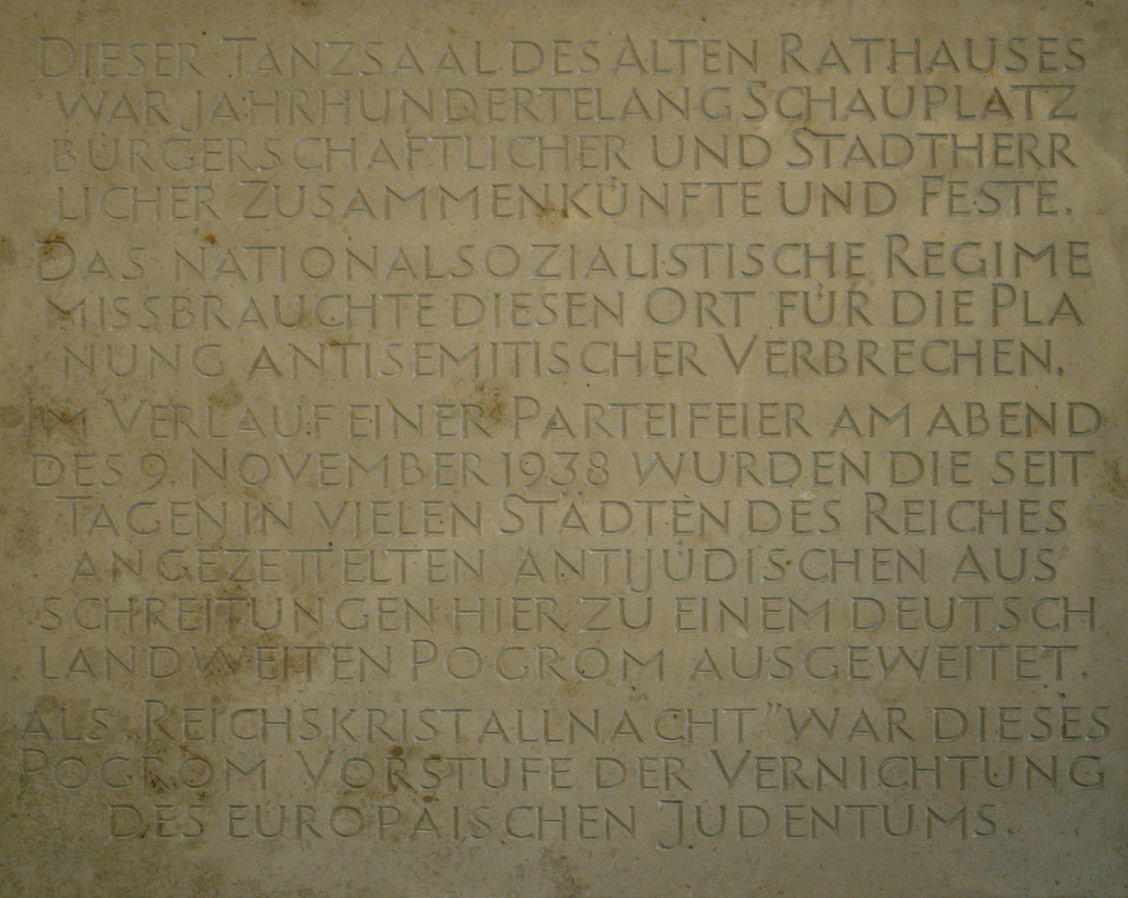 DIESER TANZSAAL DES ALTEN RATHAUSES
WAR JAHRHUNDERTELANG SCHAUPLATZ
BÜRGERSCHAFTLICHER UND STADTHERR
LICHER ZUSAMMENKÜNFTE UND FESTE.
DAS NATIONALSOZIALISTISCHE REGIME
MISSBRAUCHTE DIESEN ORT FÜR DIE PLA
NUNG ANTISEMITISCHER VERBRECHEN.
IM VERLAUF EINER PARTEIFEIER AM ABEND
DES 9. NOVEMBER 1938 WURDEN DIE SEIT
TAGEN IN VIELEN STÄDTEN DES REICHES
ANGEZETTELTEN ANTIJÜDISCHEN AUS
SCHREITUNGEN HIER ZU EINEM DEUTSCH
LANDWEITEN POGROM AUSGEWEITET.
ALS „REICHSKRISTALLNACHT” WAR DIESES
POGROM VORSTUFE DER VERNICHTUNG
DES EUROPÄISCHEN JUDENTUMS.